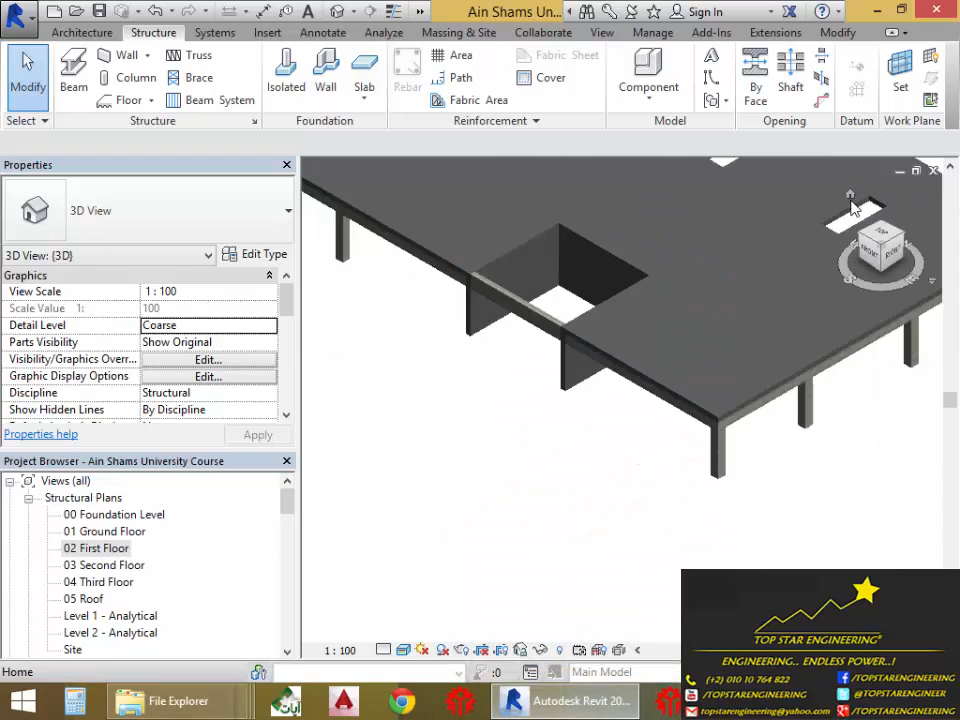 Ain Shams Un...
Sign In
Architecture Structure Systems Insert Annotate Analyze Massing & Site Collaborate View Manage Add-Ins Extensions Modify
Modify
Beam
Wall
Column
Floor
Truss
Brace
Beam System
Isolated
Wall
Slab
Rebar
Area
Path
Fabric Area
Fabric Sheet
Cover
Component
By Face
Shaft
Set
Select Structure Foundation Reinforcement Model Opening Datum Work Plane
Properties
3D View
3D View: {3D} Edit Type
Graphics
View Scale 1 : 100
Scale Value 1: 100
Detail Level Coarse
Parts Visibility Show Original
Visibility/Graphics Overr... Edit...
Graphic Display Options Edit...
Discipline Structural
Show Hidden Lines By Discipline
Properties help Apply
Project Browser - Ain Shams University Course
Views (all)
Structural Plans
00 Foundation Level
01 Ground Floor
02 First Floor
03 Second Floor
04 Third Floor
05 Roof
Level 1 - Analytical
Level 2 - Analytical
Site
TOP
FRONT
RIGHT
1 : 100
Home
:0
Main Model
File Explorer
Autodesk Revit 20...
TOP STAR ENGINEERING®
ENGINEERING.. ENDLESS POWER..!
(+2) 010 10 764 822
/TOPSTARENGINEERING
/TOPSTARENGINEERING
@TOPSTARENGINEER
topstarengineering@yahoo.com
/TOPSTARENGINEERING